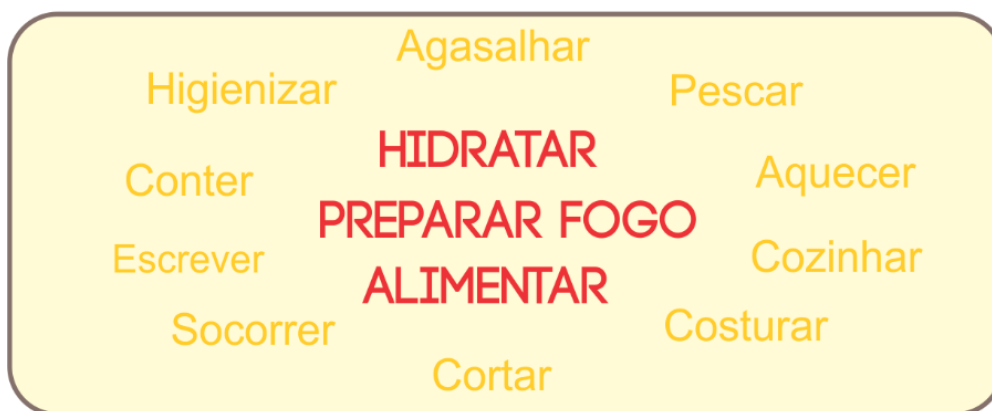 Agasalhar
Higienizar
Pescar
HIDRATAR
Conter
Aquecer
PREPARAR FOGO
Escrever
Cozinhar
ALIMENTAR
Socorrer
Costurar
Cortar